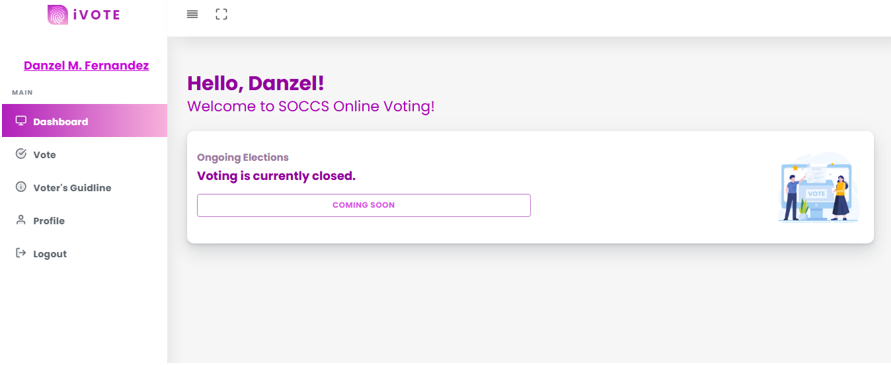 iVOTE
Danzel M. Fernandez
MAIN
Dashboard
Vote
Voter's Guidline
Profile
Logout
Hello, Danzel!
Welcome to SOCCS Online Voting!
Ongoing Elections
Voting is currently closed.
COMING SOON
VOTE